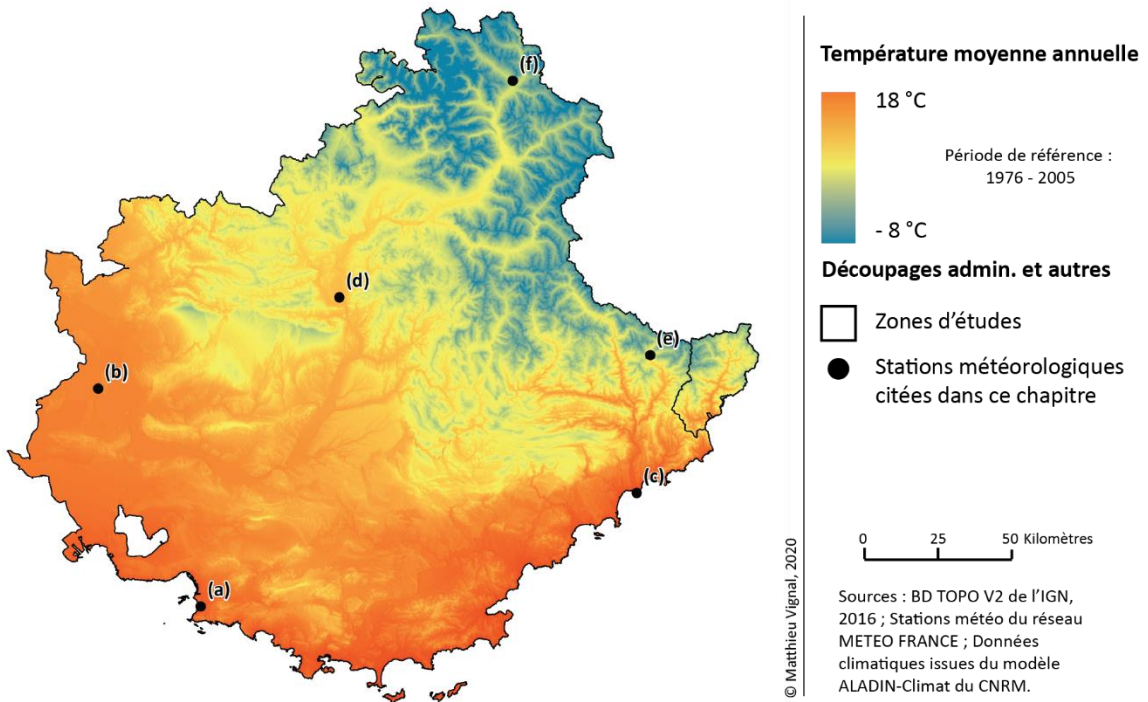 (f)
(d)
(e)
(b)
(c)
(a)
© Matthieu Vignal, 2020
Température moyenne annuelle
18 °C
Période de référence :
1976 - 2005
- 8 °C
Découpages admin. et autres
Zones d'études
Stations météorologiques
citées dans ce chapitre
0 25 50 Kilomètres
Sources : BD TOPO V2 de l'IGN,
2016 ; Stations météo du réseau
METEO FRANCE ; Données
climatiques issues du modèle
ALADIN-Climat du CNRM.